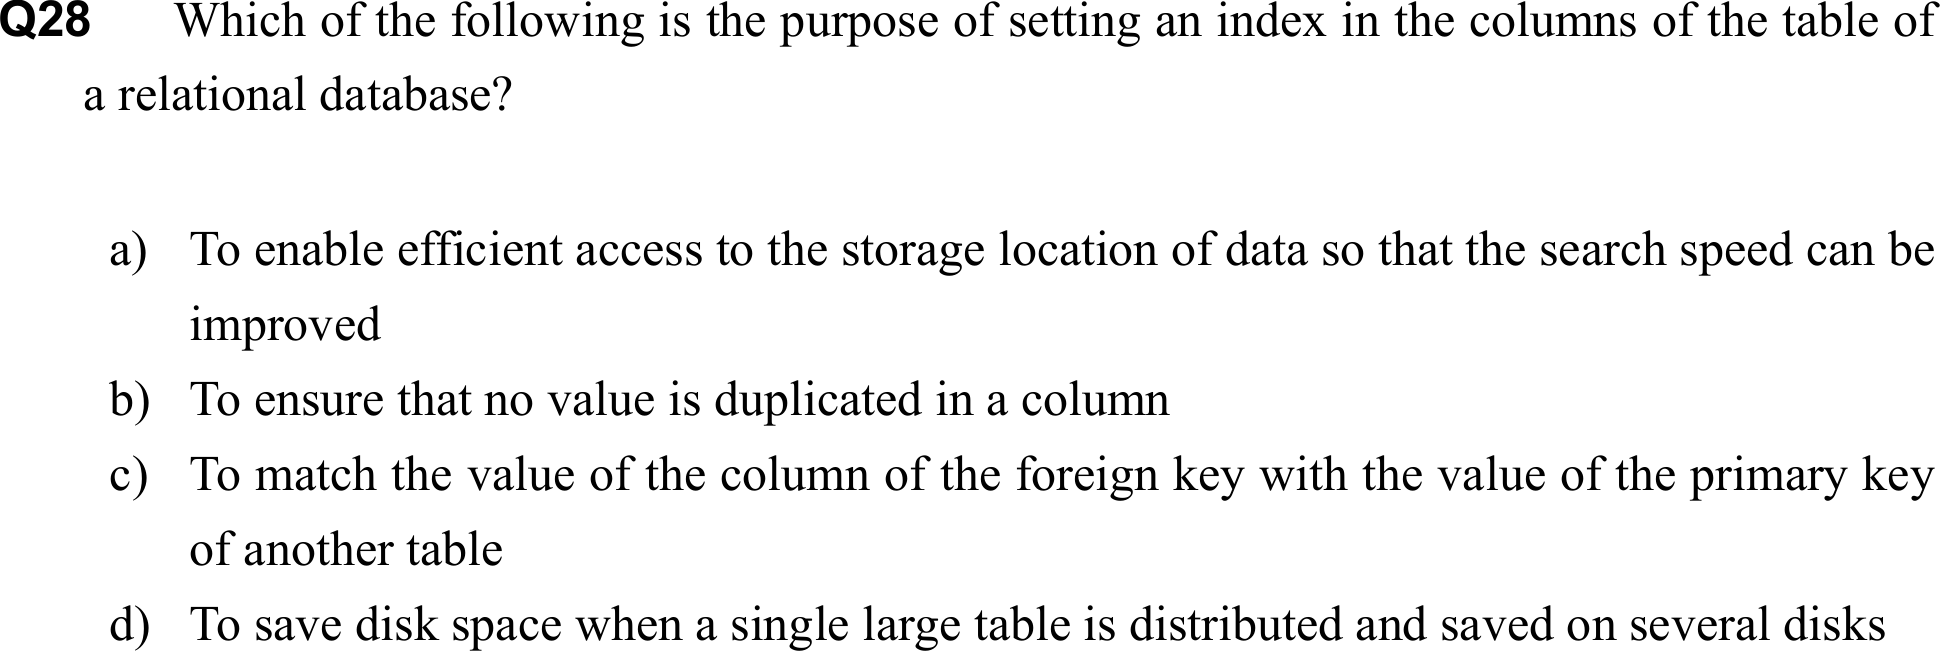 Q28 Which of the following is the purpose of setting an index in the columns of the table of
a relational database?
a) To enable efficient access to the storage location of data so that the search speed can be
improved
b) To ensure that no value is duplicated in a column
c) To match the value of the column of the foreign key with the value of the primary key
of another table
d) To save disk space when a single large table is distributed and saved on several disks